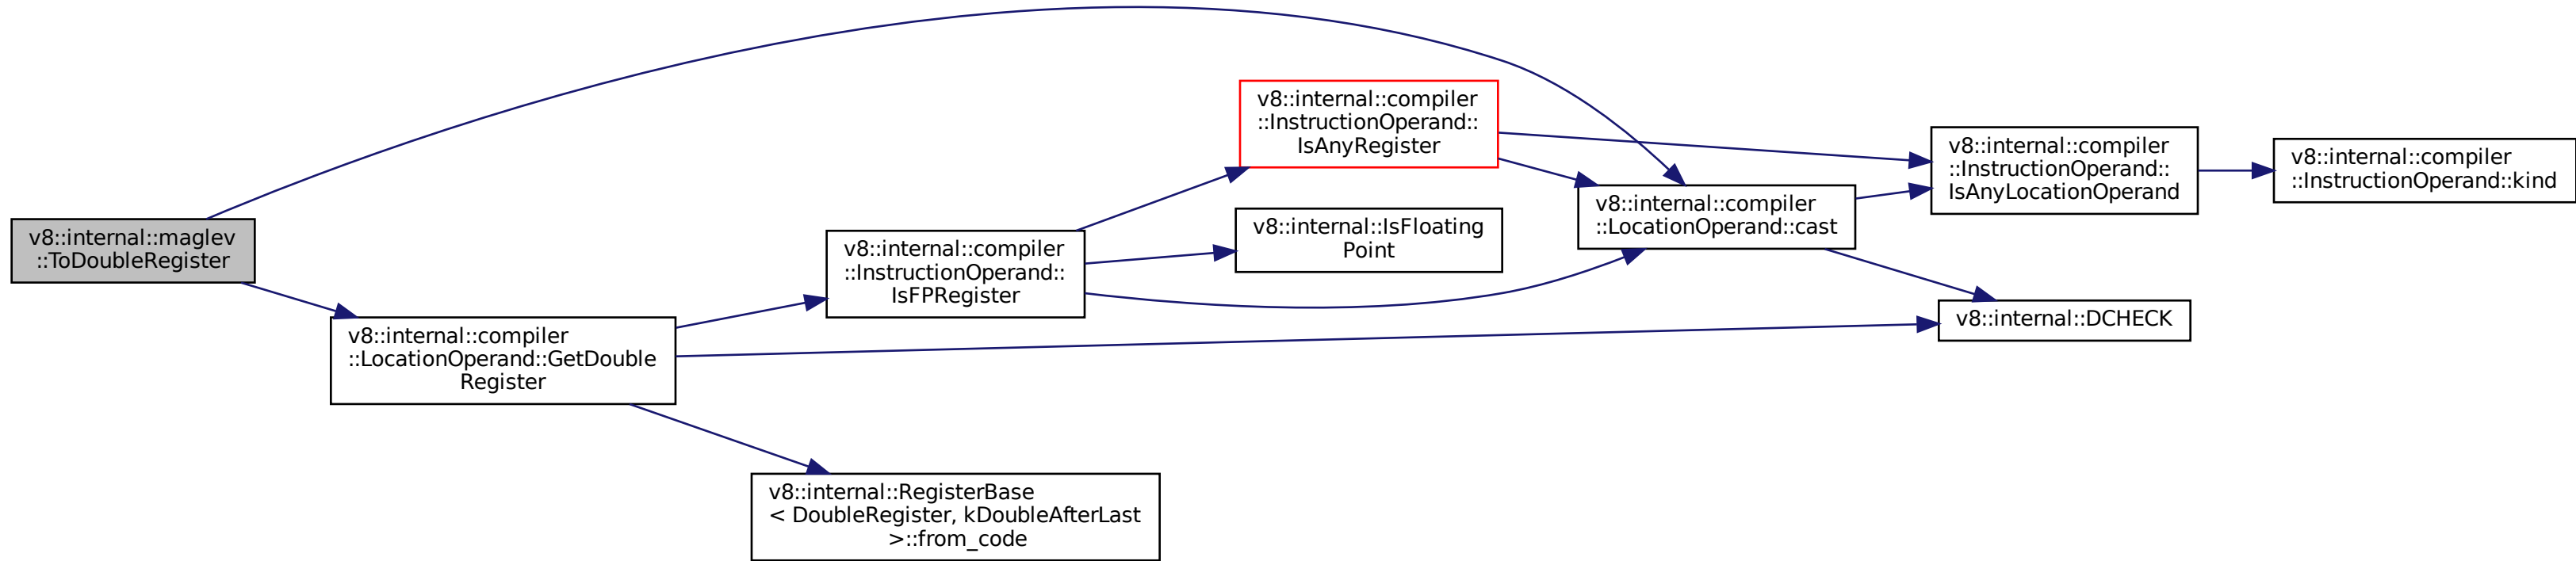 v8::internal::maglev
::ToDoubleRegister
v8::internal::compiler
::LocationOperand::GetDouble
Register
v8::internal::compiler
::InstructionOperand::
IsFPRegister
v8::internal::RegisterBase
< DoubleRegister, kDoubleAfterLast
>::from_code
v8::internal::compiler
::InstructionOperand::
IsAnyRegister
v8::internal::IsFloating
Point
v8::internal::compiler
::LocationOperand::cast
v8::internal::compiler
::InstructionOperand::
IsAnyLocationOperand
v8::internal::DCHECK
v8::internal::compiler
::InstructionOperand::kind